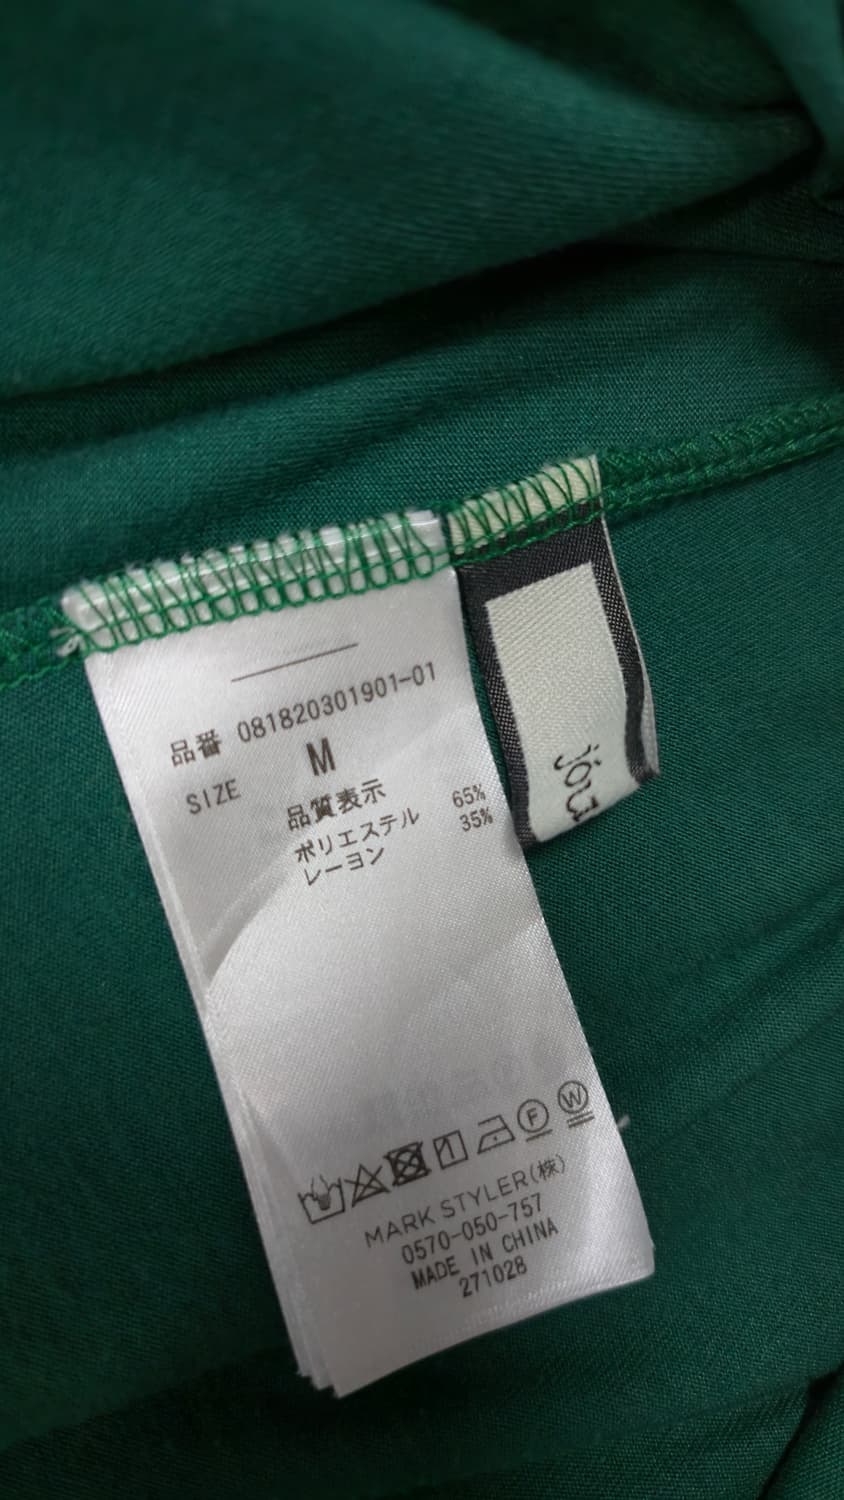 品番 081820301901-01
SIZE M
品質表示
ポリエステル 65%
レーヨン 35%
F W
MARK STYLER(株)
0570-050-757
MADE IN CHINA
271028